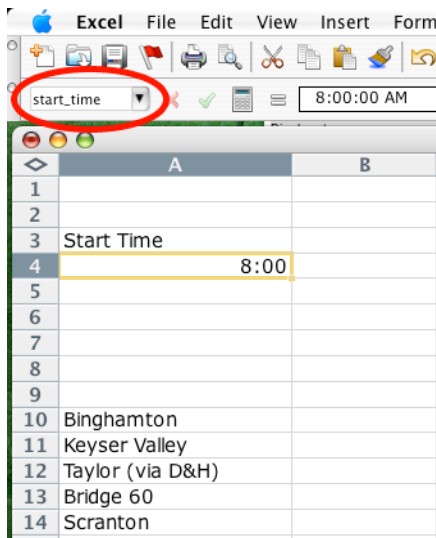 Excel File Edit View Insert Form
start_time 8:00:00 AM
A B
1
2
3 Start Time
4 8:00
5
6
7
8
9
10 Binghamton
11 Keyser Valley
12 Taylor (via D&H)
13 Bridge 60
14 Scranton